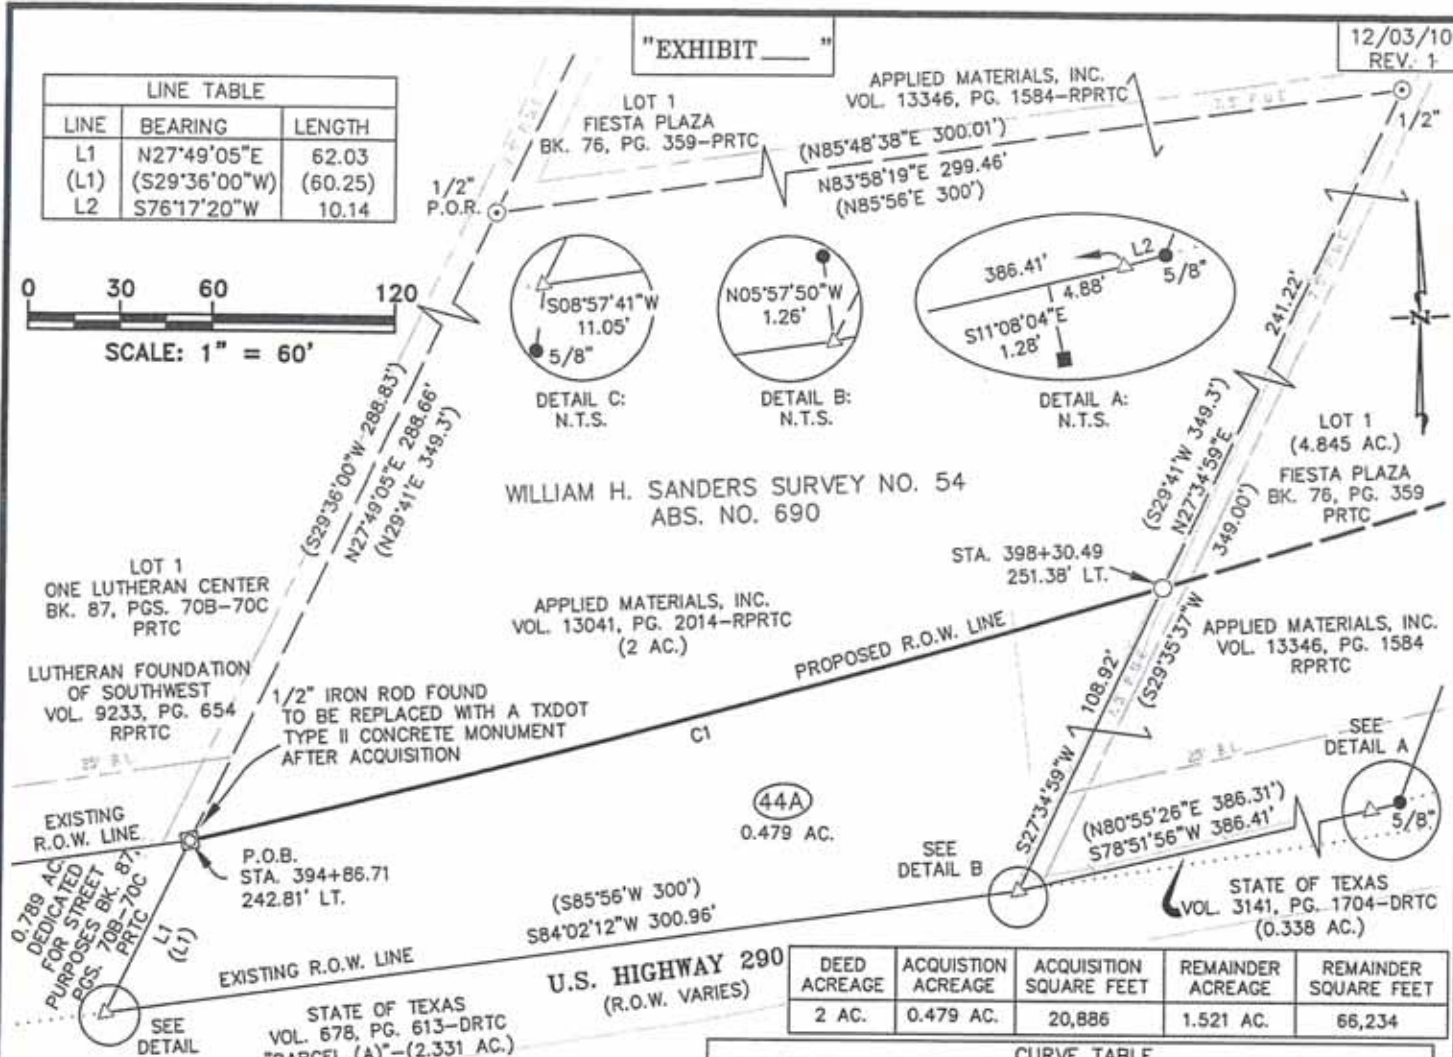 "EXHIBIT____ "
12/03/10
REV. 1
LINE TABLE
LINE BEARING LENGTH
L1 N27°49'05"E 62.03
(L1) (S29°36'00"W) (60.25)
L2 S76°17'20"W 10.14
LOT 1
FIESTA PLAZA
BK. 76, PG. 359-PRTC
APPLIED MATERIALS, INC.
VOL. 13346, PG. 1584-RPRTC
7.5' P.U.E.
1/2"
1/2"
P.O.R.
(N85°48'38"E 300.01')
N83°58'19"E 299.46'
(N85°56'E 300')
0 30 60 120
SCALE: 1" = 60'
S08°57'41"W
11.05'
5/8"
DETAIL C:
N.T.S.
N05°57'50"W
1.26'
DETAIL B:
N.T.S.
386.41'
L2
4.88'
5/8"
S11°08'04"E
1.28'
DETAIL A:
N.T.S.
241.22'
N
(S29°36'00"W 288.83')
N27°49'05"E 288.66'
(N29°41'E 349.3')
(S29°41'W 349.3')
N27°34'59"E
LOT 1
(4.845 AC.)
FIESTA PLAZA
BK. 76, PG. 359
PRTC
WILLIAM H. SANDERS SURVEY NO. 54
ABS. NO. 690
STA. 398+30.49
251.38' LT.
LOT 1
ONE LUTHERAN CENTER
BK. 87, PGS. 70B-70C
PRTC
APPLIED MATERIALS, INC.
VOL. 13041, PG. 2014-RPRTC
(2 AC.)
PROPOSED R.O.W. LINE
(S29°35'37"W 349.00')
APPLIED MATERIALS, INC.
VOL. 13346, PG. 1584
RPRTC
LUTHERAN FOUNDATION
OF SOUTHWEST
VOL. 9233, PG. 654
RPRTC
1/2" IRON ROD FOUND
TO BE REPLACED WITH A TXDOT
TYPE II CONCRETE MONUMENT
AFTER ACQUISITION
C1
108.92'
S27°34'59"W
25' B.L.
25' B.L.
SEE
DETAIL A
44A
0.479 AC.
EXISTING
R.O.W. LINE
P.O.B.
STA. 394+86.71
242.81' LT.
SEE
DETAIL B
(N80°55'26"E 386.31')
S78°51'56"W 386.41'
5/8"
0.789 AC.
DEDICATED
FOR STREET
PURPOSES BK. 87,
PGS. 70B-70C
PRTC
L1
(L1)
(S85°56'W 300')
S84°02'12"W 300.96'
STATE OF TEXAS
VOL. 3141, PG. 1704-DRTC
(0.338 AC.)
EXISTING R.O.W. LINE
U.S. HIGHWAY 290
(R.O.W. VARIES)
SEE
DETAIL
STATE OF TEXAS
VOL. 678, PG. 613-DRTC
"PARCEL (A)"-(2.331 AC.)
DEED ACREAGE ACQUISTION ACREAGE ACQUISITION SQUARE FEET REMAINDER ACREAGE REMAINDER SQUARE FEET
2 AC. 0.479 AC. 20,886 1.521 AC. 66,234
CURVE TABLE